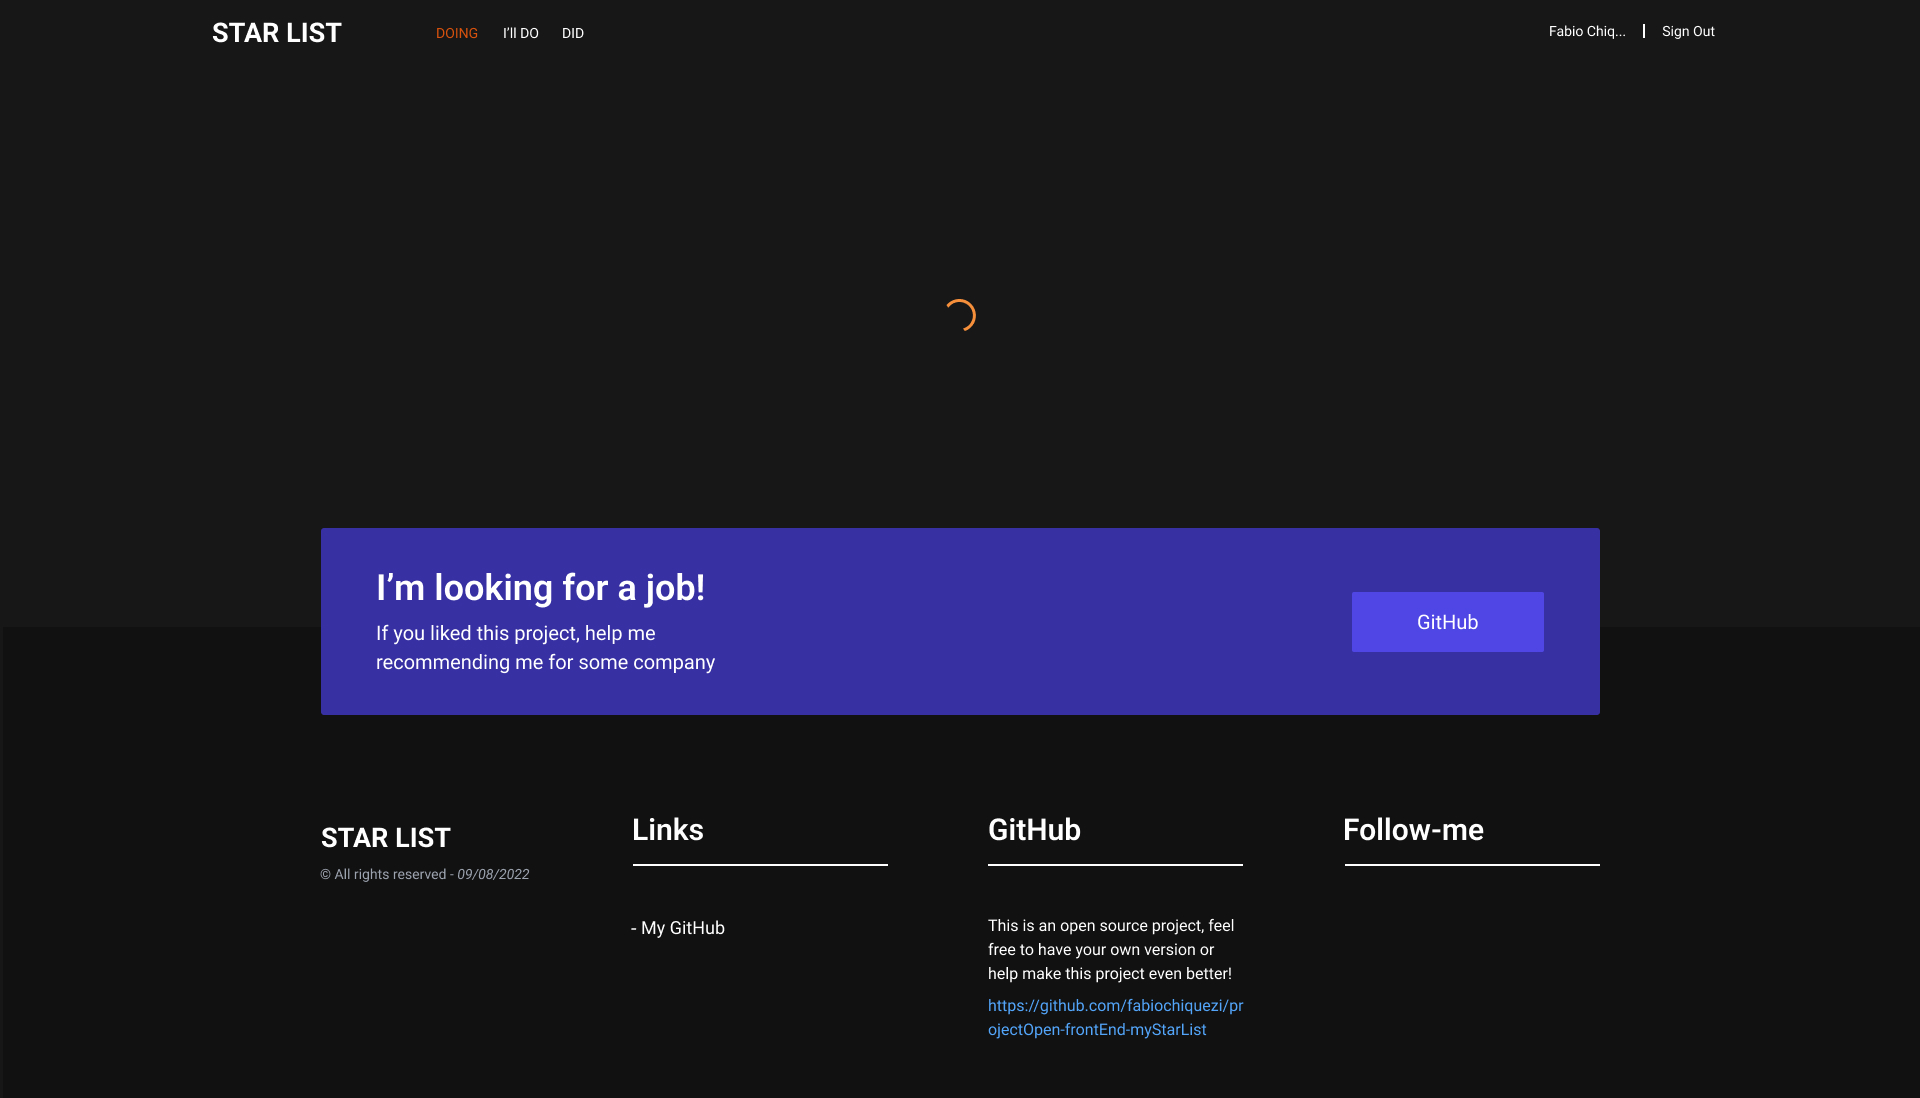 STAR LIST
DOING
I'll DO
DID
Fabio Chiq...
Sign Out
I'm looking for a job!
If you liked this project, help me
recommending me for some company
GitHub
STAR LIST
© All rights reserved - 09/08/2022
Links
- My GitHub
GitHub
This is an open source project, feel
free to have your own version or
help make this project even better!
https://github.com/fabiochiquezi/pr
ojectOpen-frontEnd-myStarList
Follow-me